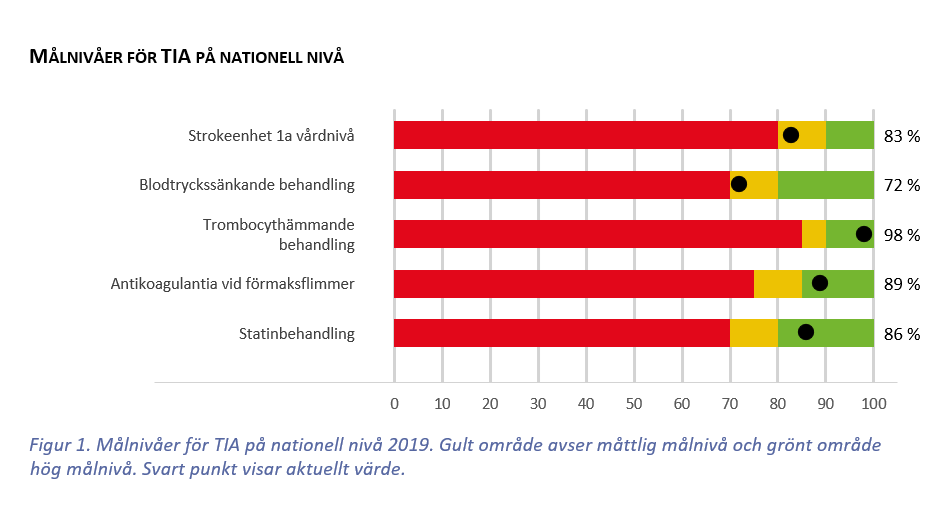 MÅLNIVÅER FÖR TIA PÅ NATIONELL NIVÅ
Strokeenhet 1a vårdnivå
83 %
Blodtryckssänkande behandling
72 %
Trombocythämmande
behandling
98 %
Antikoagulantia vid förmaksflimmer
89 %
Statinbehandling
86 %
0 10 20 30 40 50 60 70 80 90 100
Figur 1. Målnivåer för TIA på nationell nivå 2019. Gult område avser måttlig målnivå och grönt område
hög målnivå. Svart punkt visar aktuellt värde.